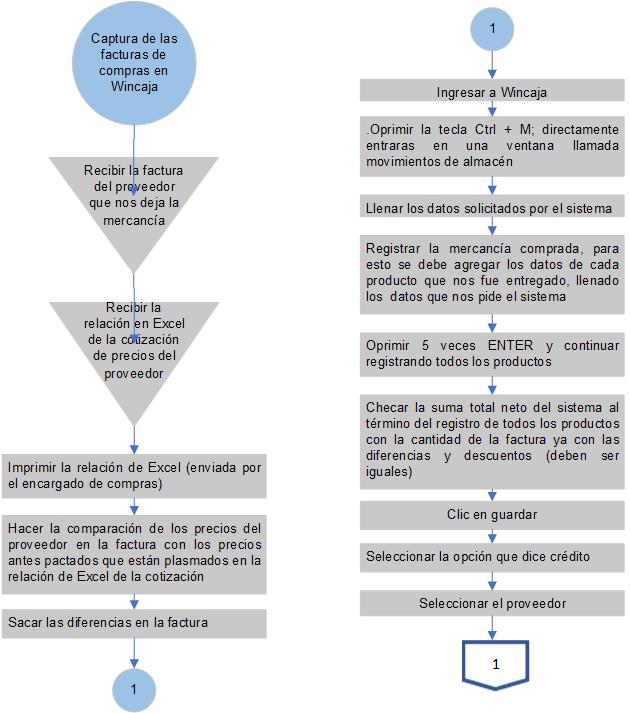 Captura de las
facturas de
compras en
Wincaja
Recibir la factura
del proveedor
que nos deja la
mercancía
Recibir la
relación en Excel
de la cotización
de precios del
proveedor
Imprimir la relación de Excel (enviada por
el encargado de compras)
Hacer la comparación de los precios del
proveedor en la factura con los precios
antes pactados que están plasmados en la
relación de Excel de la cotización
Sacar las diferencias en la factura
1
1
Ingresar a Wincaja
.Oprimir la tecla Ctrl + M; directamente
entraras en una ventana llamada
movimientos de almacén
Llenar los datos solicitados por el sistema
Registrar la mercancía comprada, para
esto se debe agregar los datos de cada
producto que nos fue entregado, llenado
los datos que nos pide el sistema
Oprimir 5 veces ENTER y continuar
registrando todos los productos
Checar la suma total neto del sistema al
término del registro de todos los productos
con la cantidad de la factura ya con las
diferencias y descuentos (deben ser
iguales)
Clic en guardar
Seleccionar la opción que dice crédito
Seleccionar el proveedor
1